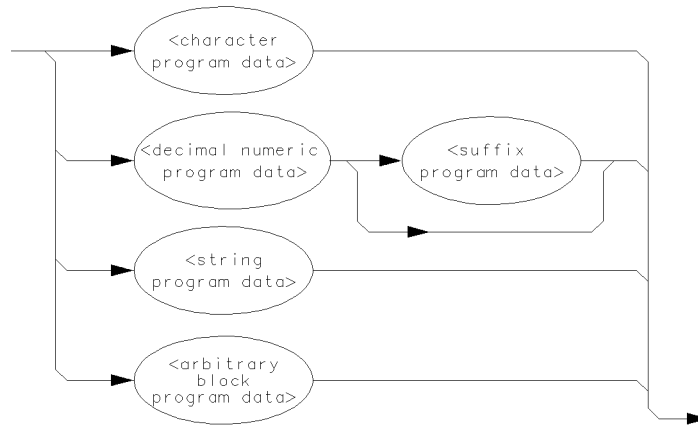 <character
program data>
<decimal numeric
program data>
<suffix
program data>
<string
program data>
<arbitrary
block
program data>